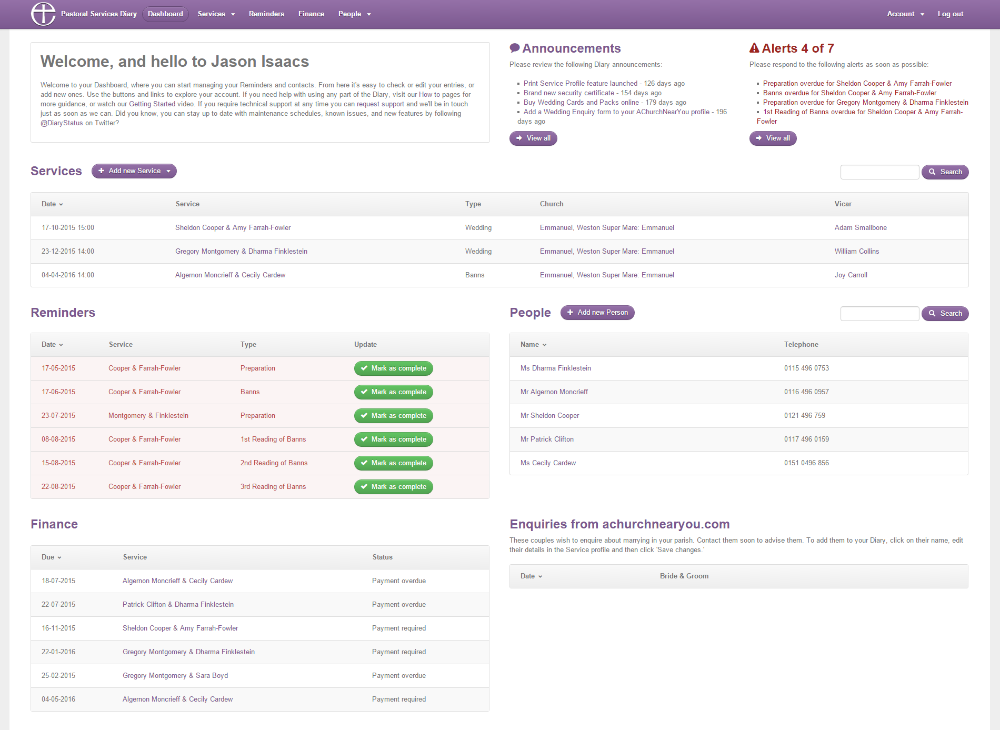 Pastoral Services Diary Dashboard Services Reminders Finance People Account Log out
Welcome, and hello to Jason Isaacs
Welcome to your Dashboard, where you can start managing your Reminders and contacts. From here it's easy to check or edit your entries, or
add new ones. Use the buttons and links to explore your account. If you need help with using any part of the Diary, visit our How to pages for
more guidance, or watch our Getting Started video. If you require technical support at any time you can request support and we'll be in touch
just as soon as we can. Did you know, you can stay up to date with maintenance schedules, known issues, and new features by following
@DiaryStatus on Twitter?
Announcements
Please review the following Diary announcements:
Print Service Profile feature launched - 126 days ago
Brand new security certificate - 154 days ago
Buy Wedding Cards and Packs online - 179 days ago
Add a Wedding Enquiry form to your AChurchNearYou profile - 196
days ago
View all
Alerts 4 of 7
Please respond to the following alerts as soon as possible:
Preparation overdue for Sheldon Cooper & Amy Farrah-Fowler
Banns overdue for Sheldon Cooper & Amy Farrah-Fowler
Preparation overdue for Gregory Montgomery & Dharma Finklestein
1st Reading of Banns overdue for Sheldon Cooper & Amy Farrah-
Fowler
View all
Services Add new Service Search
Date Service Type Church Vicar
17-10-2015 15:00 Sheldon Cooper & Amy Farrah-Fowler Wedding Emmanuel, Weston Super Mare: Emmanuel Adam Smallbone
23-12-2015 14:00 Gregory Montgomery & Dharma Finklestein Wedding Emmanuel, Weston Super Mare: Emmanuel William Collins
04-04-2016 14:00 Algernon Moncrieff & Cecily Cardew Banns Emmanuel, Weston Super Mare: Emmanuel Joy Carroll
Reminders
Date Service Type Update
17-05-2015 Cooper & Farrah-Fowler Preparation Mark as complete
17-06-2015 Cooper & Farrah-Fowler Banns Mark as complete
23-07-2015 Montgomery & Finklestein Preparation Mark as complete
08-08-2015 Cooper & Farrah-Fowler 1st Reading of Banns Mark as complete
15-08-2015 Cooper & Farrah-Fowler 2nd Reading of Banns Mark as complete
22-08-2015 Cooper & Farrah-Fowler 3rd Reading of Banns Mark as complete
People Add new Person Search
Name Telephone
Ms Dharma Finklestein 0115 496 0753
Mr Algernon Moncrieff 0116 496 0957
Mr Sheldon Cooper 0121 496 759
Mr Patrick Clifton 0117 496 0159
Ms Cecily Cardew 0151 0496 856
Finance
Due Service Status
18-07-2015 Algernon Moncrieff & Cecily Cardew Payment overdue
22-07-2015 Patrick Clifton & Dharma Finklestein Payment overdue
16-11-2015 Sheldon Cooper & Amy Farrah-Fowler Payment required
22-01-2016 Gregory Montgomery & Dharma Finklestein Payment required
25-02-2015 Gregory Montgomery & Sara Boyd Payment overdue
04-05-2016 Algernon Moncrieff & Cecily Cardew Payment required
Enquiries from achurchnearyou.com
These couples wish to enquire about marrying in your parish. Contact them soon to advise them. To add them to your Diary, click on their name, edit
their details in the Service profile and then click 'Save changes.'
Date Bride & Groom